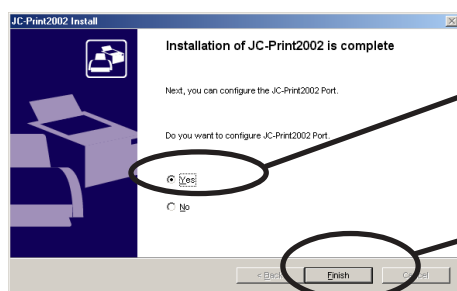 JC-Print2002 Install
Installation of JC-Print2002 is complete
Next, you can configure the JC-Print2002 Port.
Do you want to configure JC-Print2002 Port.
Yes
No
< Back Finish Cancel